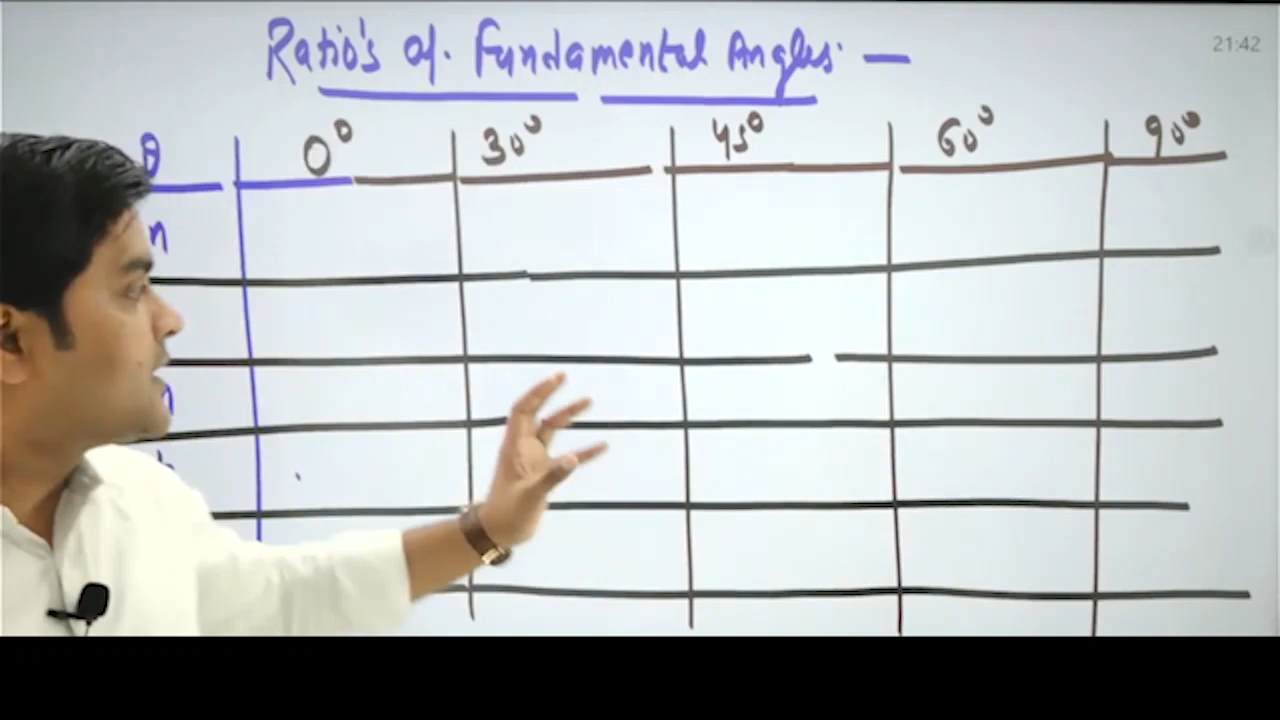 Ratio's of. Fundamental Angles. —
21:42
θ 0° 30° 45° 60° 90°
n
n